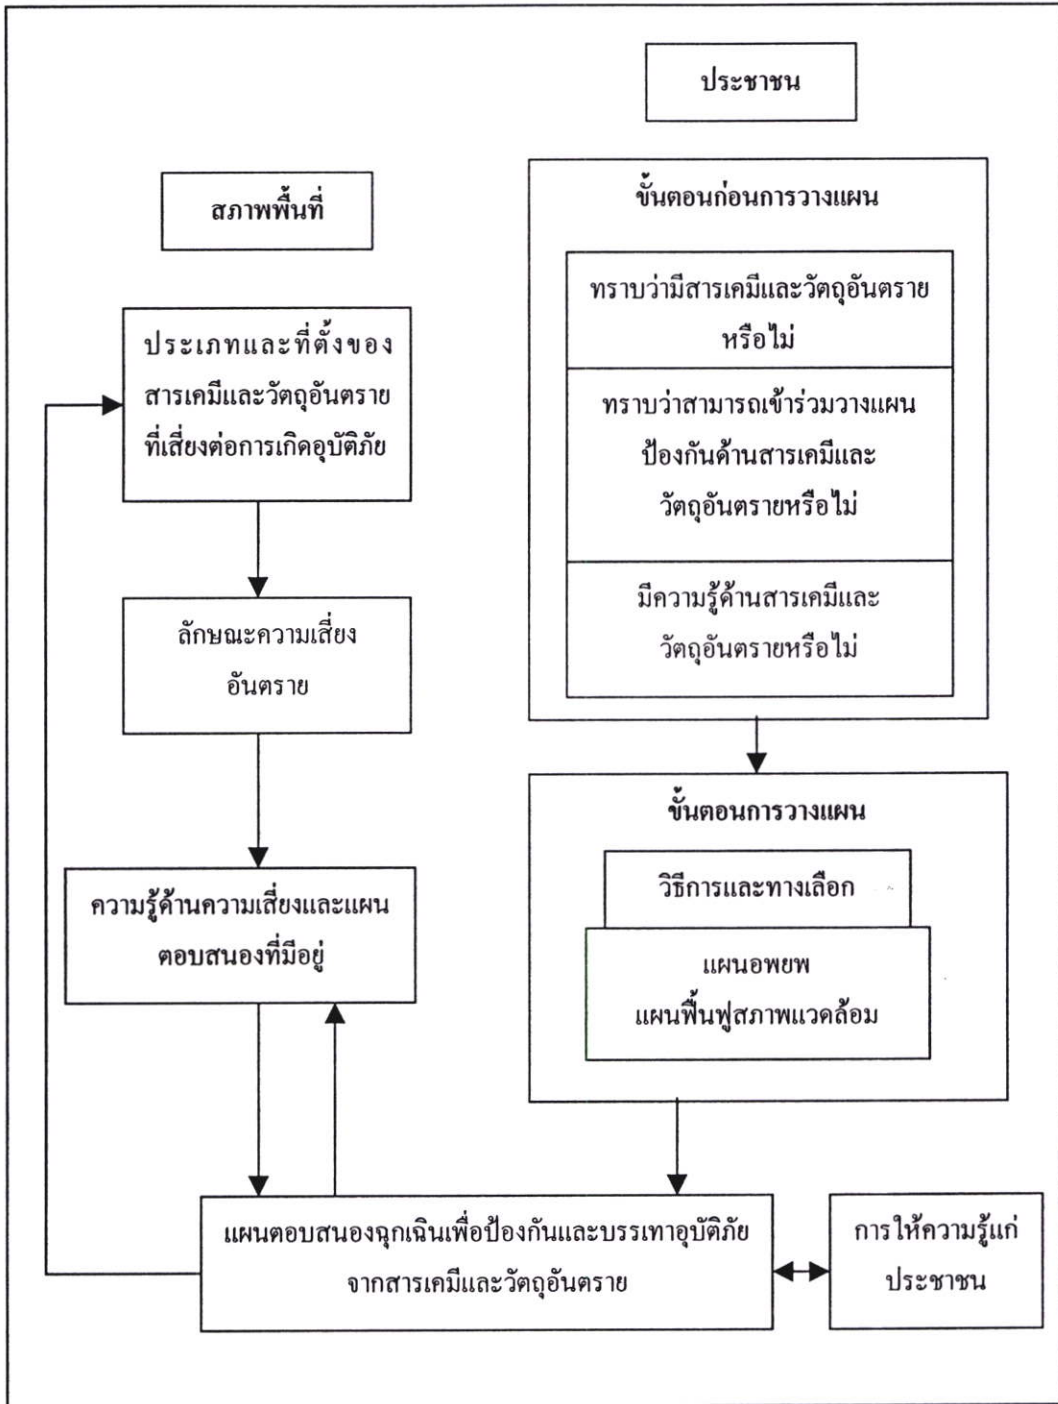 ประชาชน
สภาพพื้นที่
ขั้นตอนก่อนการวางแผน
ทราบว่ามีสารเคมีและวัตถุอันตราย
หรือไม่
ทราบว่าสามารถเข้าร่วมวางแผน
ป้องกันด้านสารเคมีและ
วัตถุอันตรายหรือไม่
มีความรู้ด้านสารเคมีและ
วัตถุอันตรายหรือไม่
ประเภทและที่ตั้งของ
สารเคมีและวัตถุอันตราย
ที่เสี่ยงต่อการเกิดอุบัติภัย
ลักษณะความเสี่ยง
อันตราย
ความรู้ด้านความเสี่ยงและแผน
ตอบสนองที่มีอยู่
ขั้นตอนการวางแผน
วิธีการและทางเลือก
แผนอพยพ
แผนฟื้นฟูสภาพแวดล้อม
แผนตอบสนองฉุกเฉินเพื่อป้องกันและบรรเทาอุบัติภัย
จากสารเคมีและวัตถุอันตราย
การให้ความรู้แก่
ประชาชน